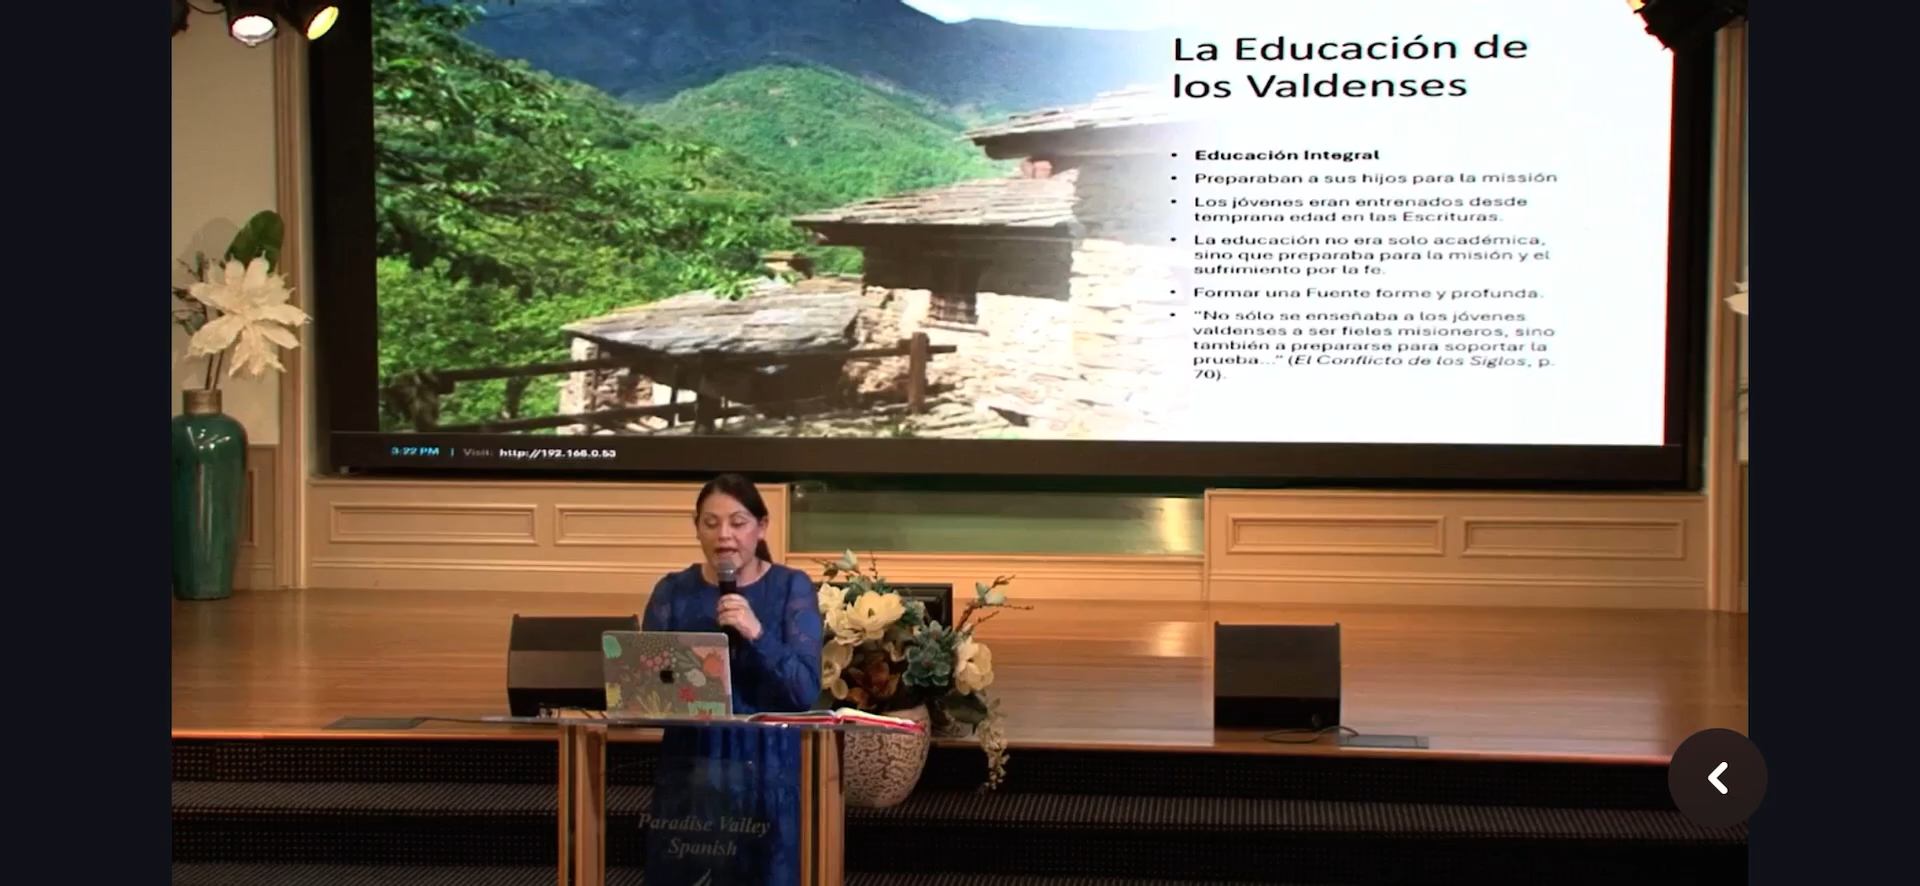 La Educación de
los Valdenses
• Educación Integral
• Preparaban a sus hijos para la missión
• Los jóvenes eran entrenados desde
temprana edad en las Escrituras.
• La educación no era solo académica,
sino que preparaba para la misión y el
sufrimiento por la fe.
• Formar una Fuente forme y profunda.
• "No sólo se enseñaba a los jóvenes
valdenses a ser fieles misioneros, sino
también a prepararse para soportar la
prueba..." (El Conflicto de los Siglos, p.
70).
3:22 PM | Visit: http://192.168.0.53
Paradise Valley
Spanish